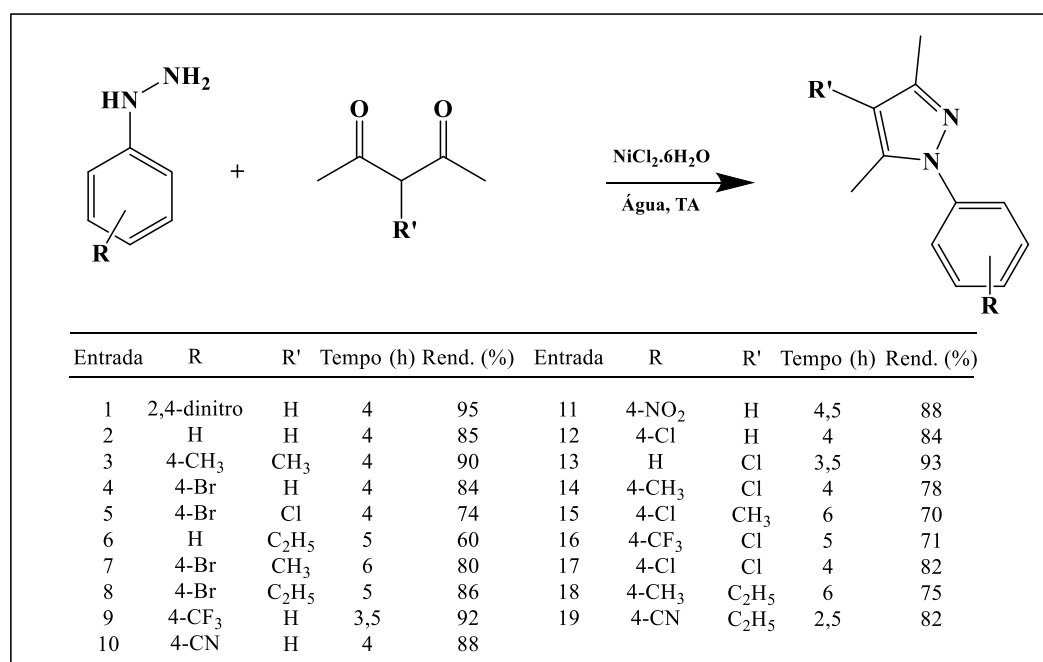 NH₂
HN
R
+
O O
R'
NiCl₂.6H₂O
Água, TA
R'
N
N
R
Entrada R R' Tempo (h) Rend. (%) Entrada R R' Tempo (h) Rend. (%)
1 2,4-dinitro H 4 95 11 4-NO₂ H 4,5 88
2 H H 4 85 12 4-Cl H 4 84
3 4-CH₃ CH₃ 4 90 13 H Cl 3,5 93
4 4-Br H 4 84 14 4-CH₃ Cl 4 78
5 4-Br Cl 4 74 15 4-Cl CH₃ 6 70
6 H C₂H₅ 5 60 16 4-CF₃ Cl 5 71
7 4-Br CH₃ 6 80 17 4-Cl Cl 4 82
8 4-Br C₂H₅ 5 86 18 4-CH₃ C₂H₅ 6 75
9 4-CF₃ H 3,5 92 19 4-CN C₂H₅ 2,5 82
10 4-CN H 4 88